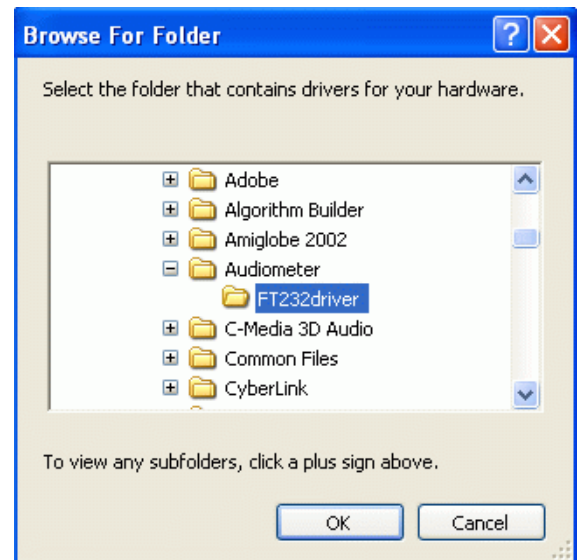 Browse For Folder
Select the folder that contains drivers for your hardware.
Adobe
Algorithm Builder
Amiglobe 2002
Audiometer
FT232driver
C-Media 3D Audio
Common Files
CyberLink
To view any subfolders, click a plus sign above.
OK Cancel